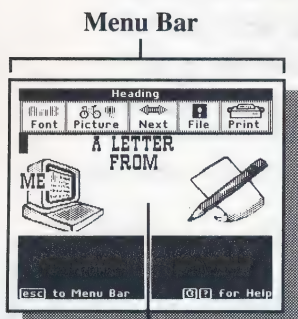 Menu Bar
Heading
Font Picture Next File Print
A LETTER
FROM
ME
esc to Menu Bar
? for Help